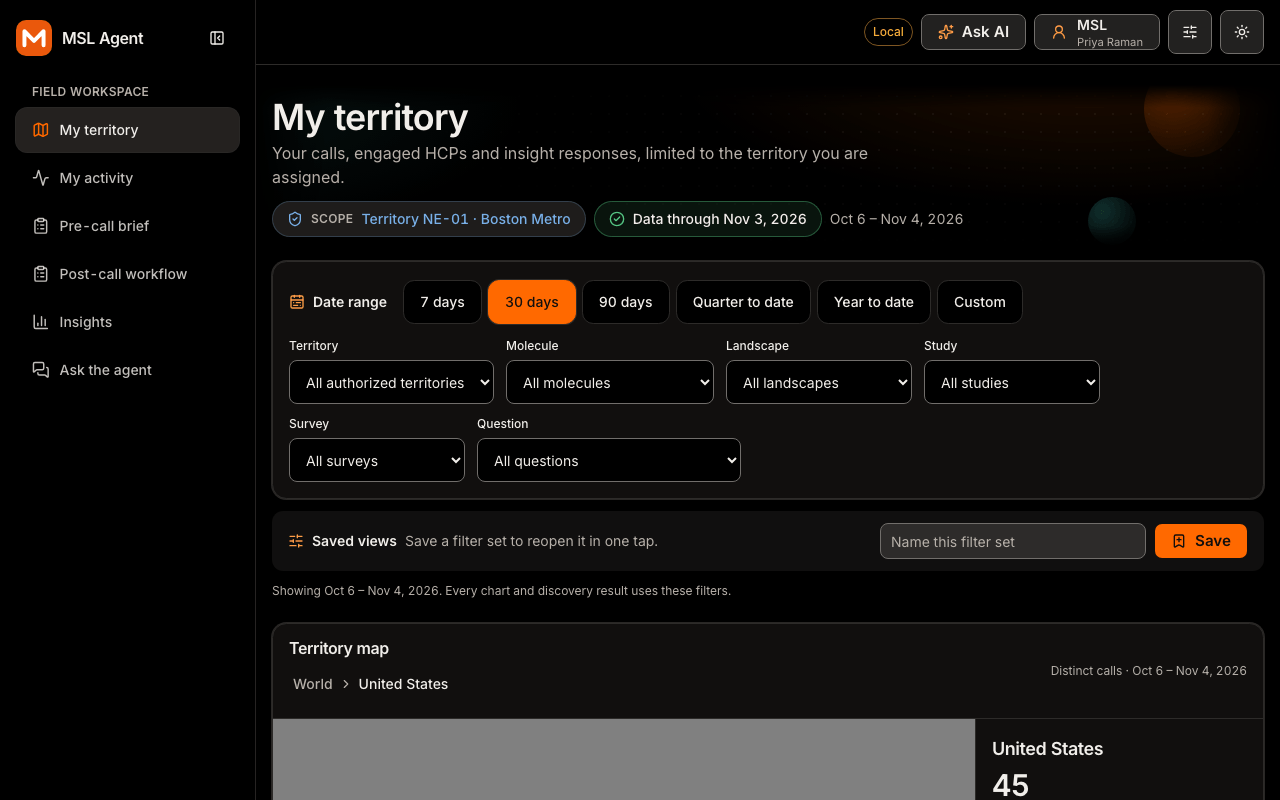 MSL Agent
FIELD WORKSPACE
My territory
My activity
Pre-call brief
Post-call workflow
Insights
Ask the agent
Local
Ask AI
MSL
Priya Raman
My territory
Your calls, engaged HCPs and insight responses, limited to the territory you are
assigned.
SCOPE Territory NE-01 · Boston Metro
Data through Nov 3, 2026
Oct 6 – Nov 4, 2026
Date range
7 days
30 days
90 days
Quarter to date
Year to date
Custom
Territory
Molecule
Landscape
Study
All authorized territories
All molecules
All landscapes
All studies
Survey
Question
All surveys
All questions
Saved views Save a filter set to reopen it in one tap.
Name this filter set
Save
Showing Oct 6 – Nov 4, 2026. Every chart and discovery result uses these filters.
Territory map
World > United States
Distinct calls · Oct 6 – Nov 4, 2026
United States
45